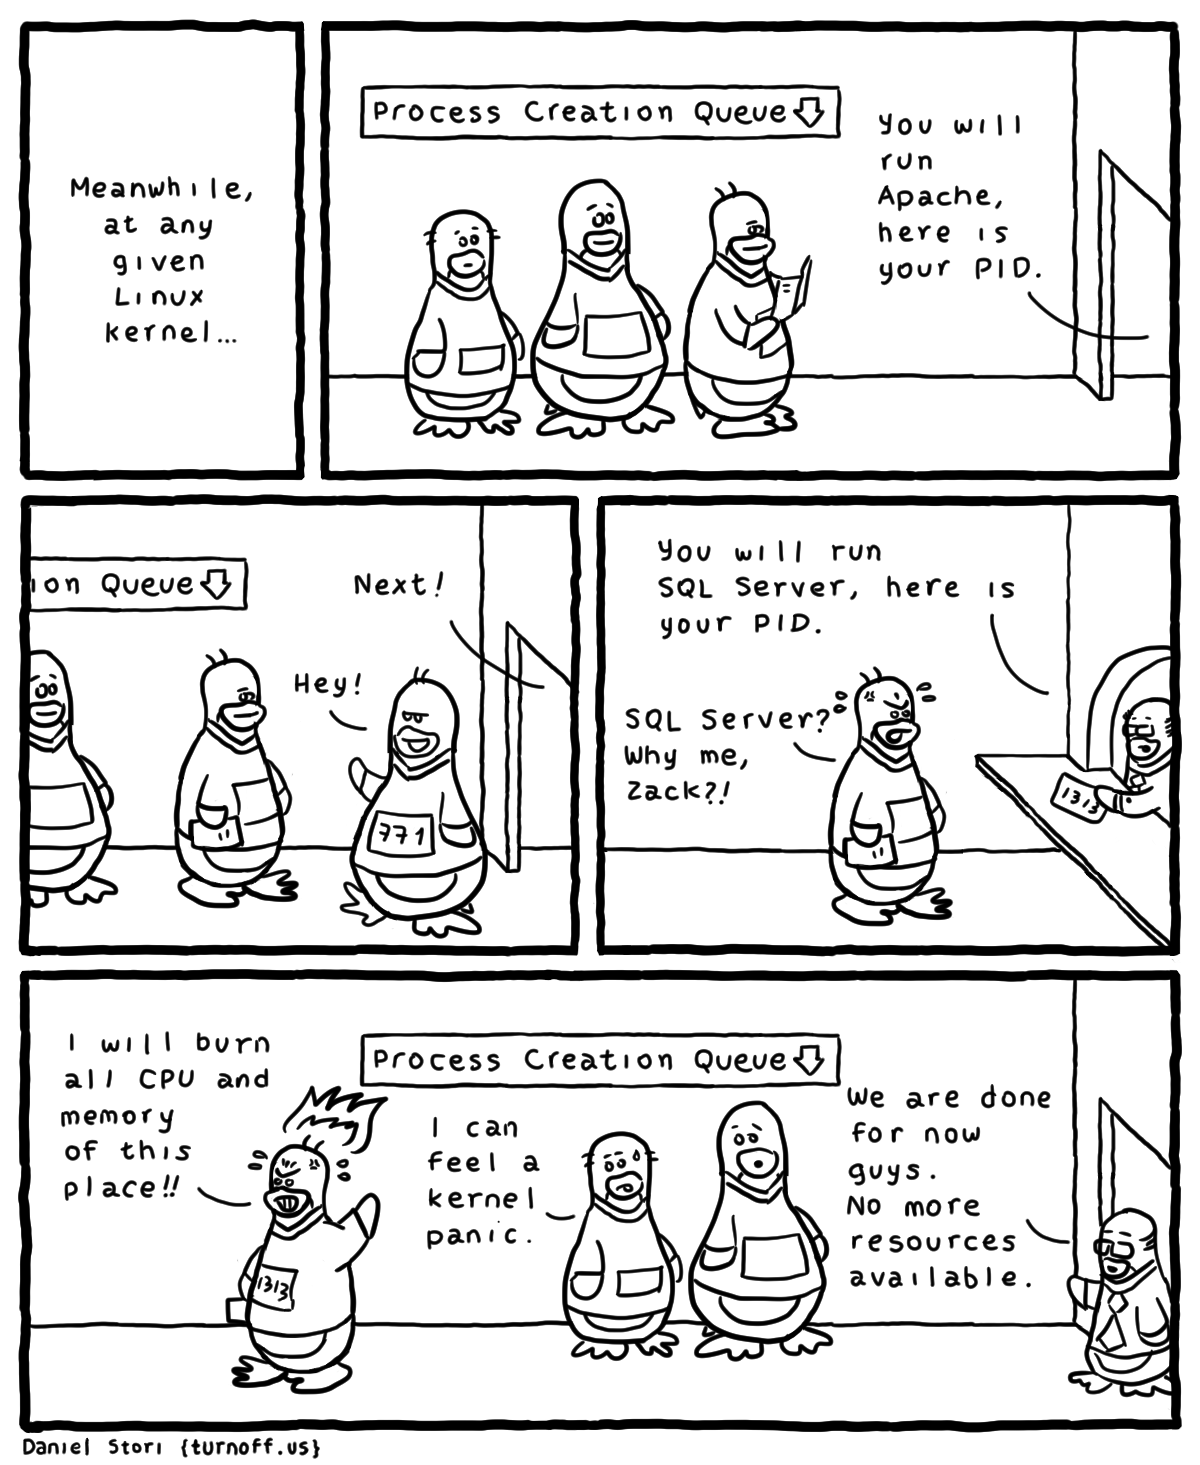 Meanwhile,
at any
given
Linux
kernel...
Process Creation Queue
You will
run
Apache,
here is
your PID.
ion Queue
Next!
Hey!
771
You will run
SQL Server, here is
your PID.
SQL Server?
Why me,
Zack?!
1313
I will burn
all CPU and
memory
of this
place!!
1313
Process Creation Queue
I can
feel a
kernel
panic.
We are done
for now
guys.
No more
resources
available.
Daniel Stori {turnoff.us}